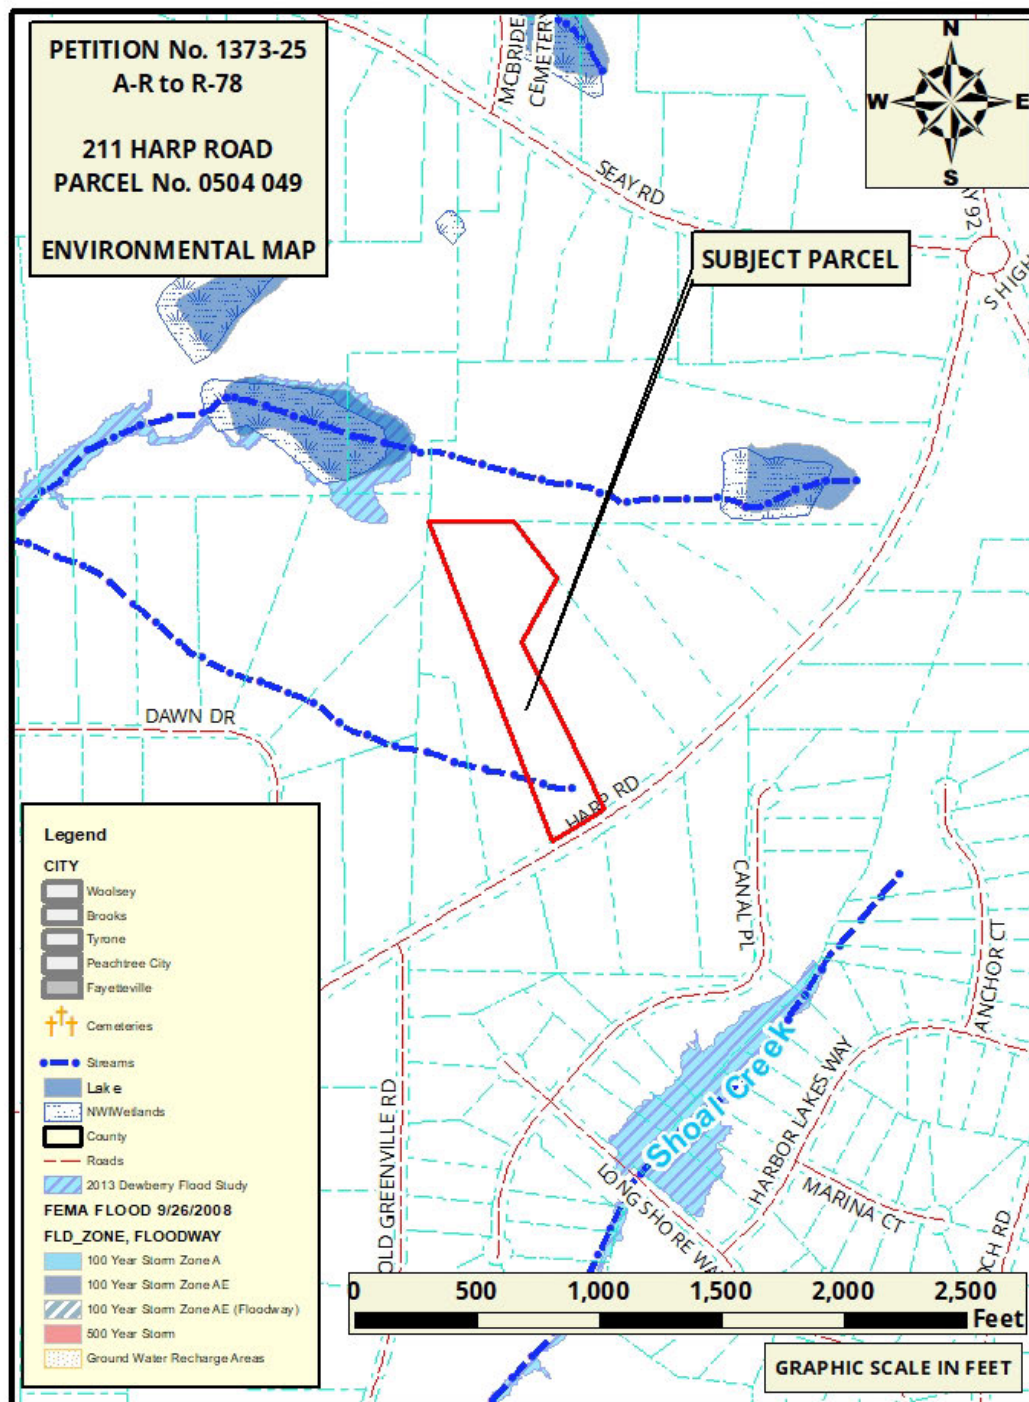 PETITION No. 1373-25
A-R to R-78
211 HARP ROAD
PARCEL No. 0504 049
ENVIRONMENTAL MAP
MCBRIDE
CEMETERY
N
W
E
S
SEAY RD
92
S HIGH
SUBJECT PARCEL
DAWN DR
HARP RD
CANAL PL
ANCHOR CT
Shoal Creek
HARBOR LAKES WAY
OLD GREENVILLE RD
LONG SHORE WA
MARINA CT
OCH RD
Legend
CITY
Woolsey
Brooks
Tyrone
Peachtree City
Fayetteville
Cemeteries
Streams
Lake
NWIWetlands
County
Roads
2013 Dewberry Flood Study
FEMA FLOOD 9/26/2008
FLD_ZONE, FLOODWAY
100 Year Storm Zone A
100 Year Storm Zone AE
100 Year Storm Zone AE (Floodway)
500 Year Storm
Ground Water Recharge Areas
0 500 1,000 1,500 2,000 2,500
Feet
GRAPHIC SCALE IN FEET